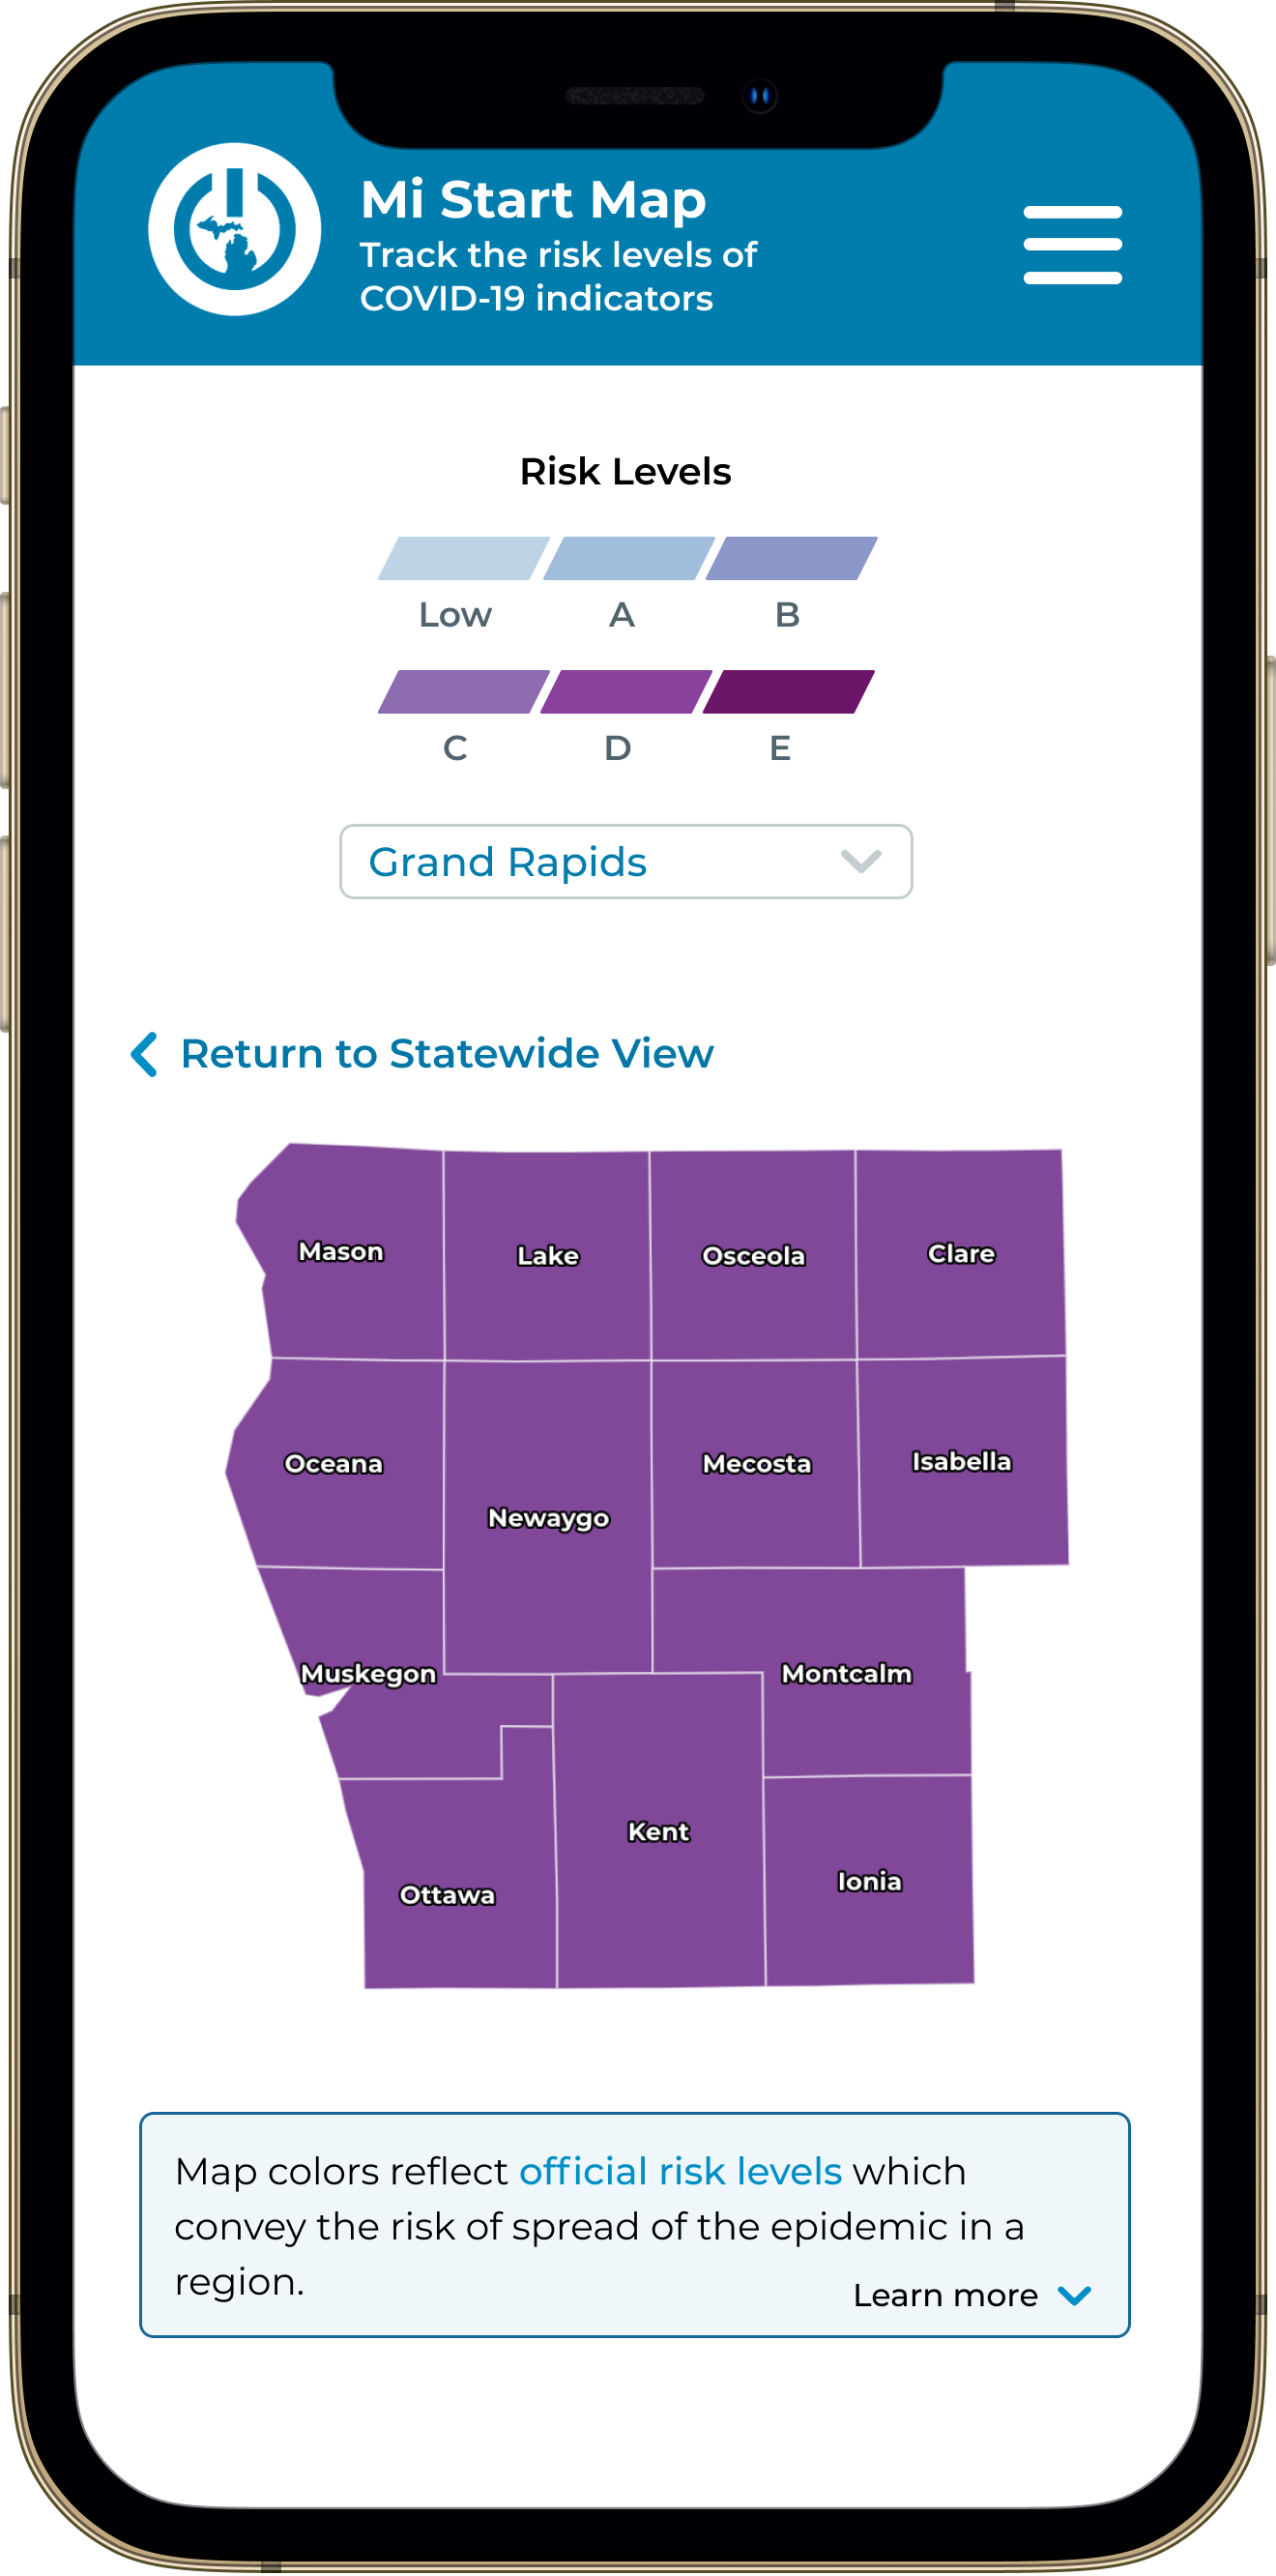 Mi Start Map
Track the risk levels of
COVID-19 indicators
Risk Levels
Low A B
C D E
Grand Rapids
Return to Statewide View
Mason Lake Osceola Clare
Oceana Newaygo Mecosta Isabella
Muskegon Montcalm
Ottawa Kent Ionia
Map colors reflect official risk levels which
convey the risk of spread of the epidemic in a
region.
Learn more